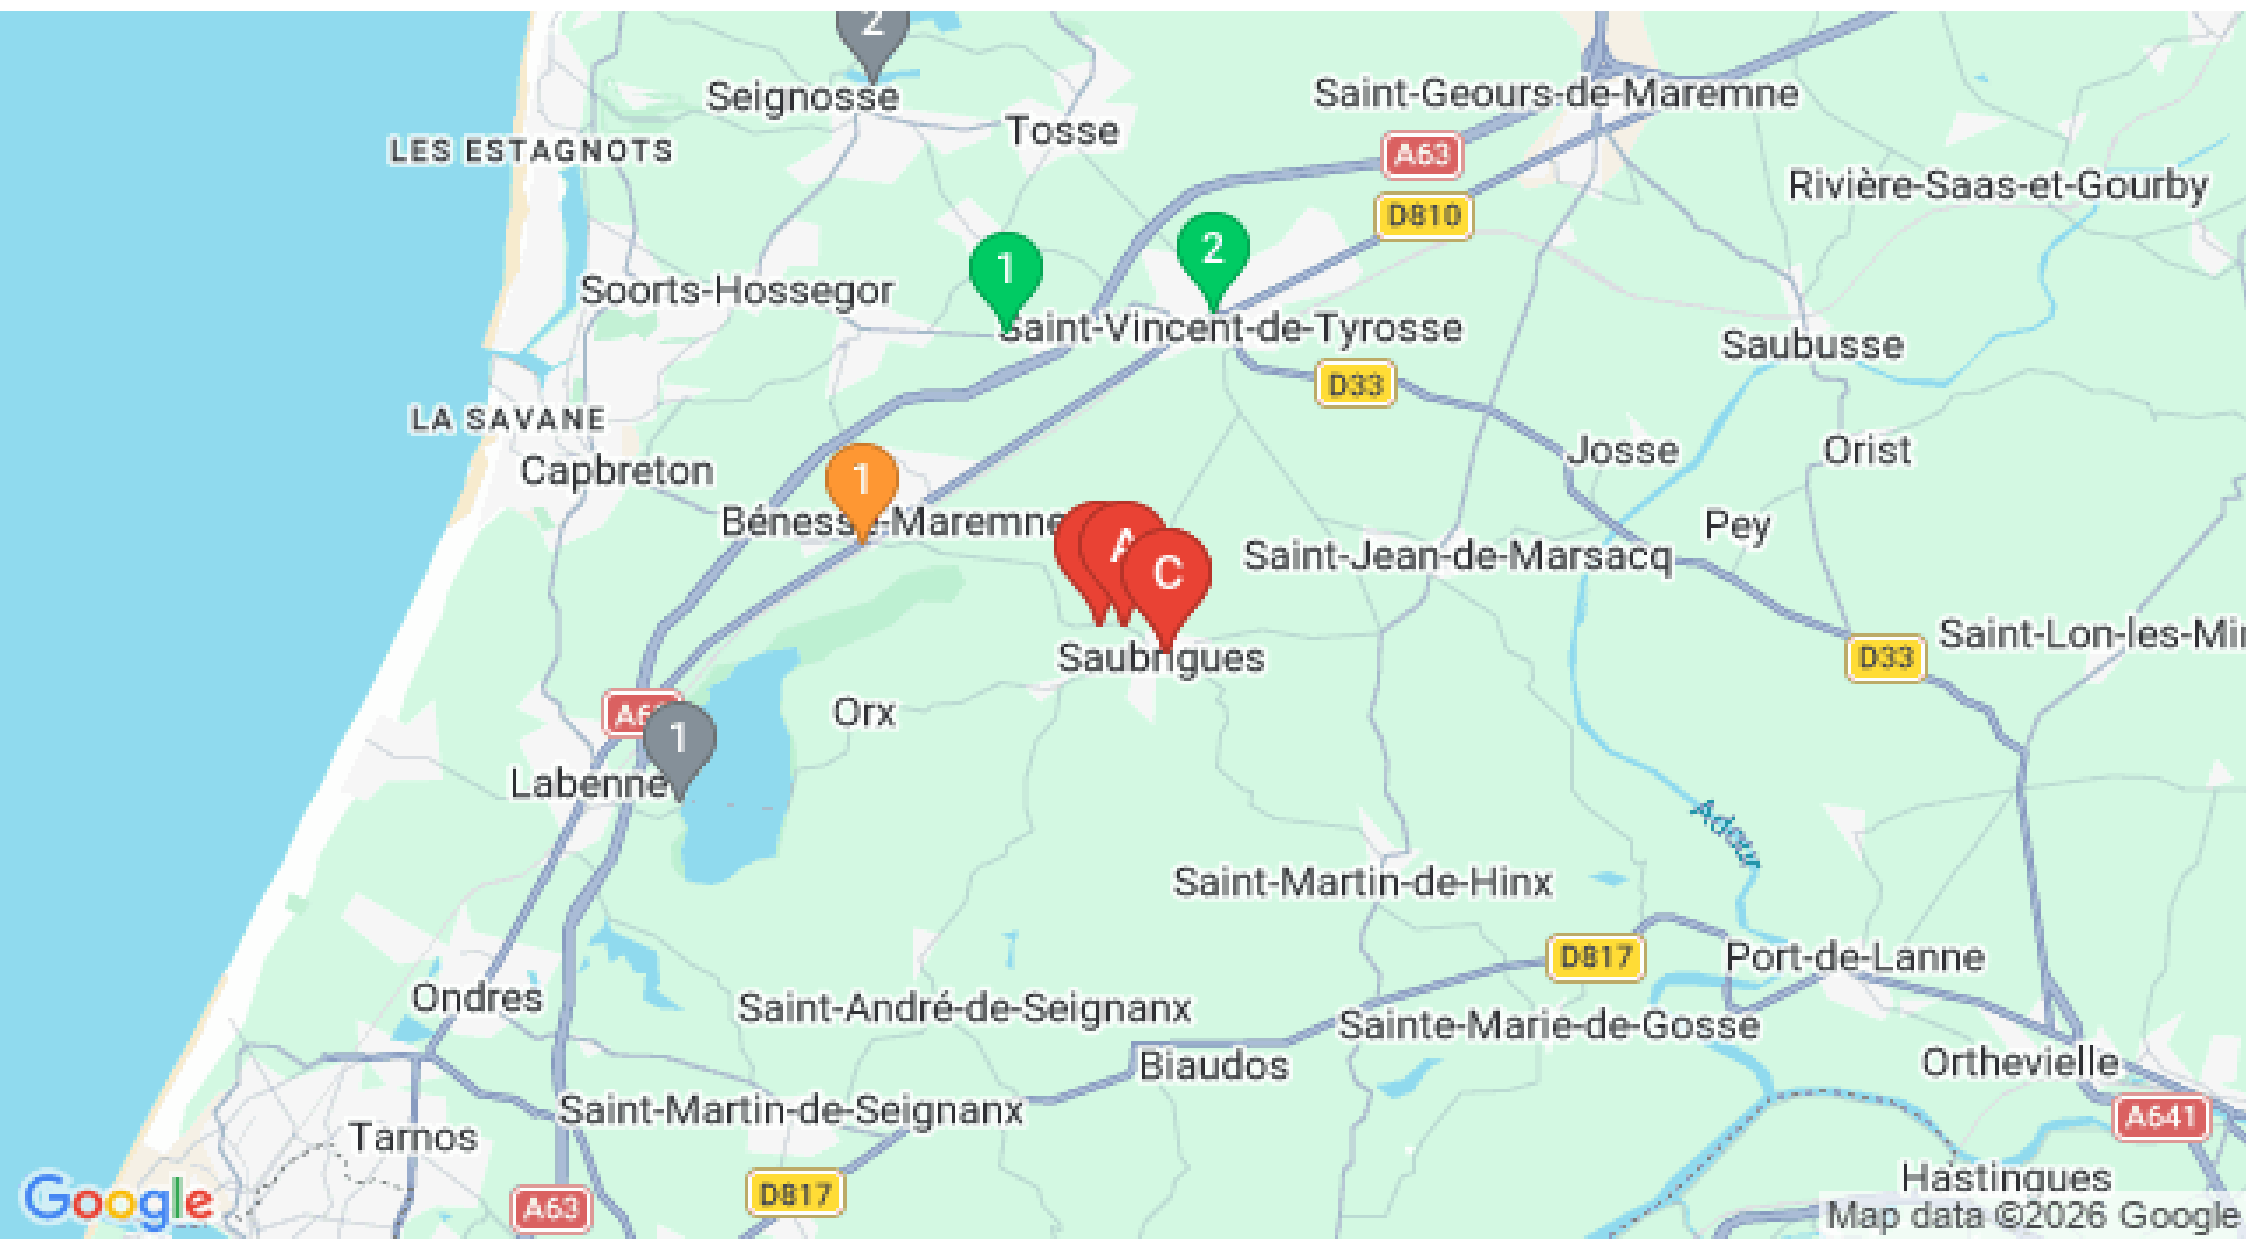 2
Seignosse
Saint-Geours-de-Maremne
Tosse
LES ESTAGNOTS
A63
Rivière-Saas-et-Gourby
D810
2
1
Soorts-Hossegor
Saint-Vincent-de-Tyrosse
Saubusse
D33
LA SAVANE
Josse
Orist
Capbreton
1
Bénesse-Maremne
Pey
A
C
Saint-Jean-de-Marsacq
Saint-Lon-les-Mi
Saubrigues
D33
Orx
A6
1
Labenne
Adour
Saint-Martin-de-Hinx
D817
Port-de-Lanne
Ondres
Saint-André-de-Seignanx
Sainte-Marie-de-Gosse
Biaudos
Orthevielle
Saint-Martin-de-Seignanx
A641
Tarnos
Hastingues
D817
Google
A63
Map data ©2026 Google